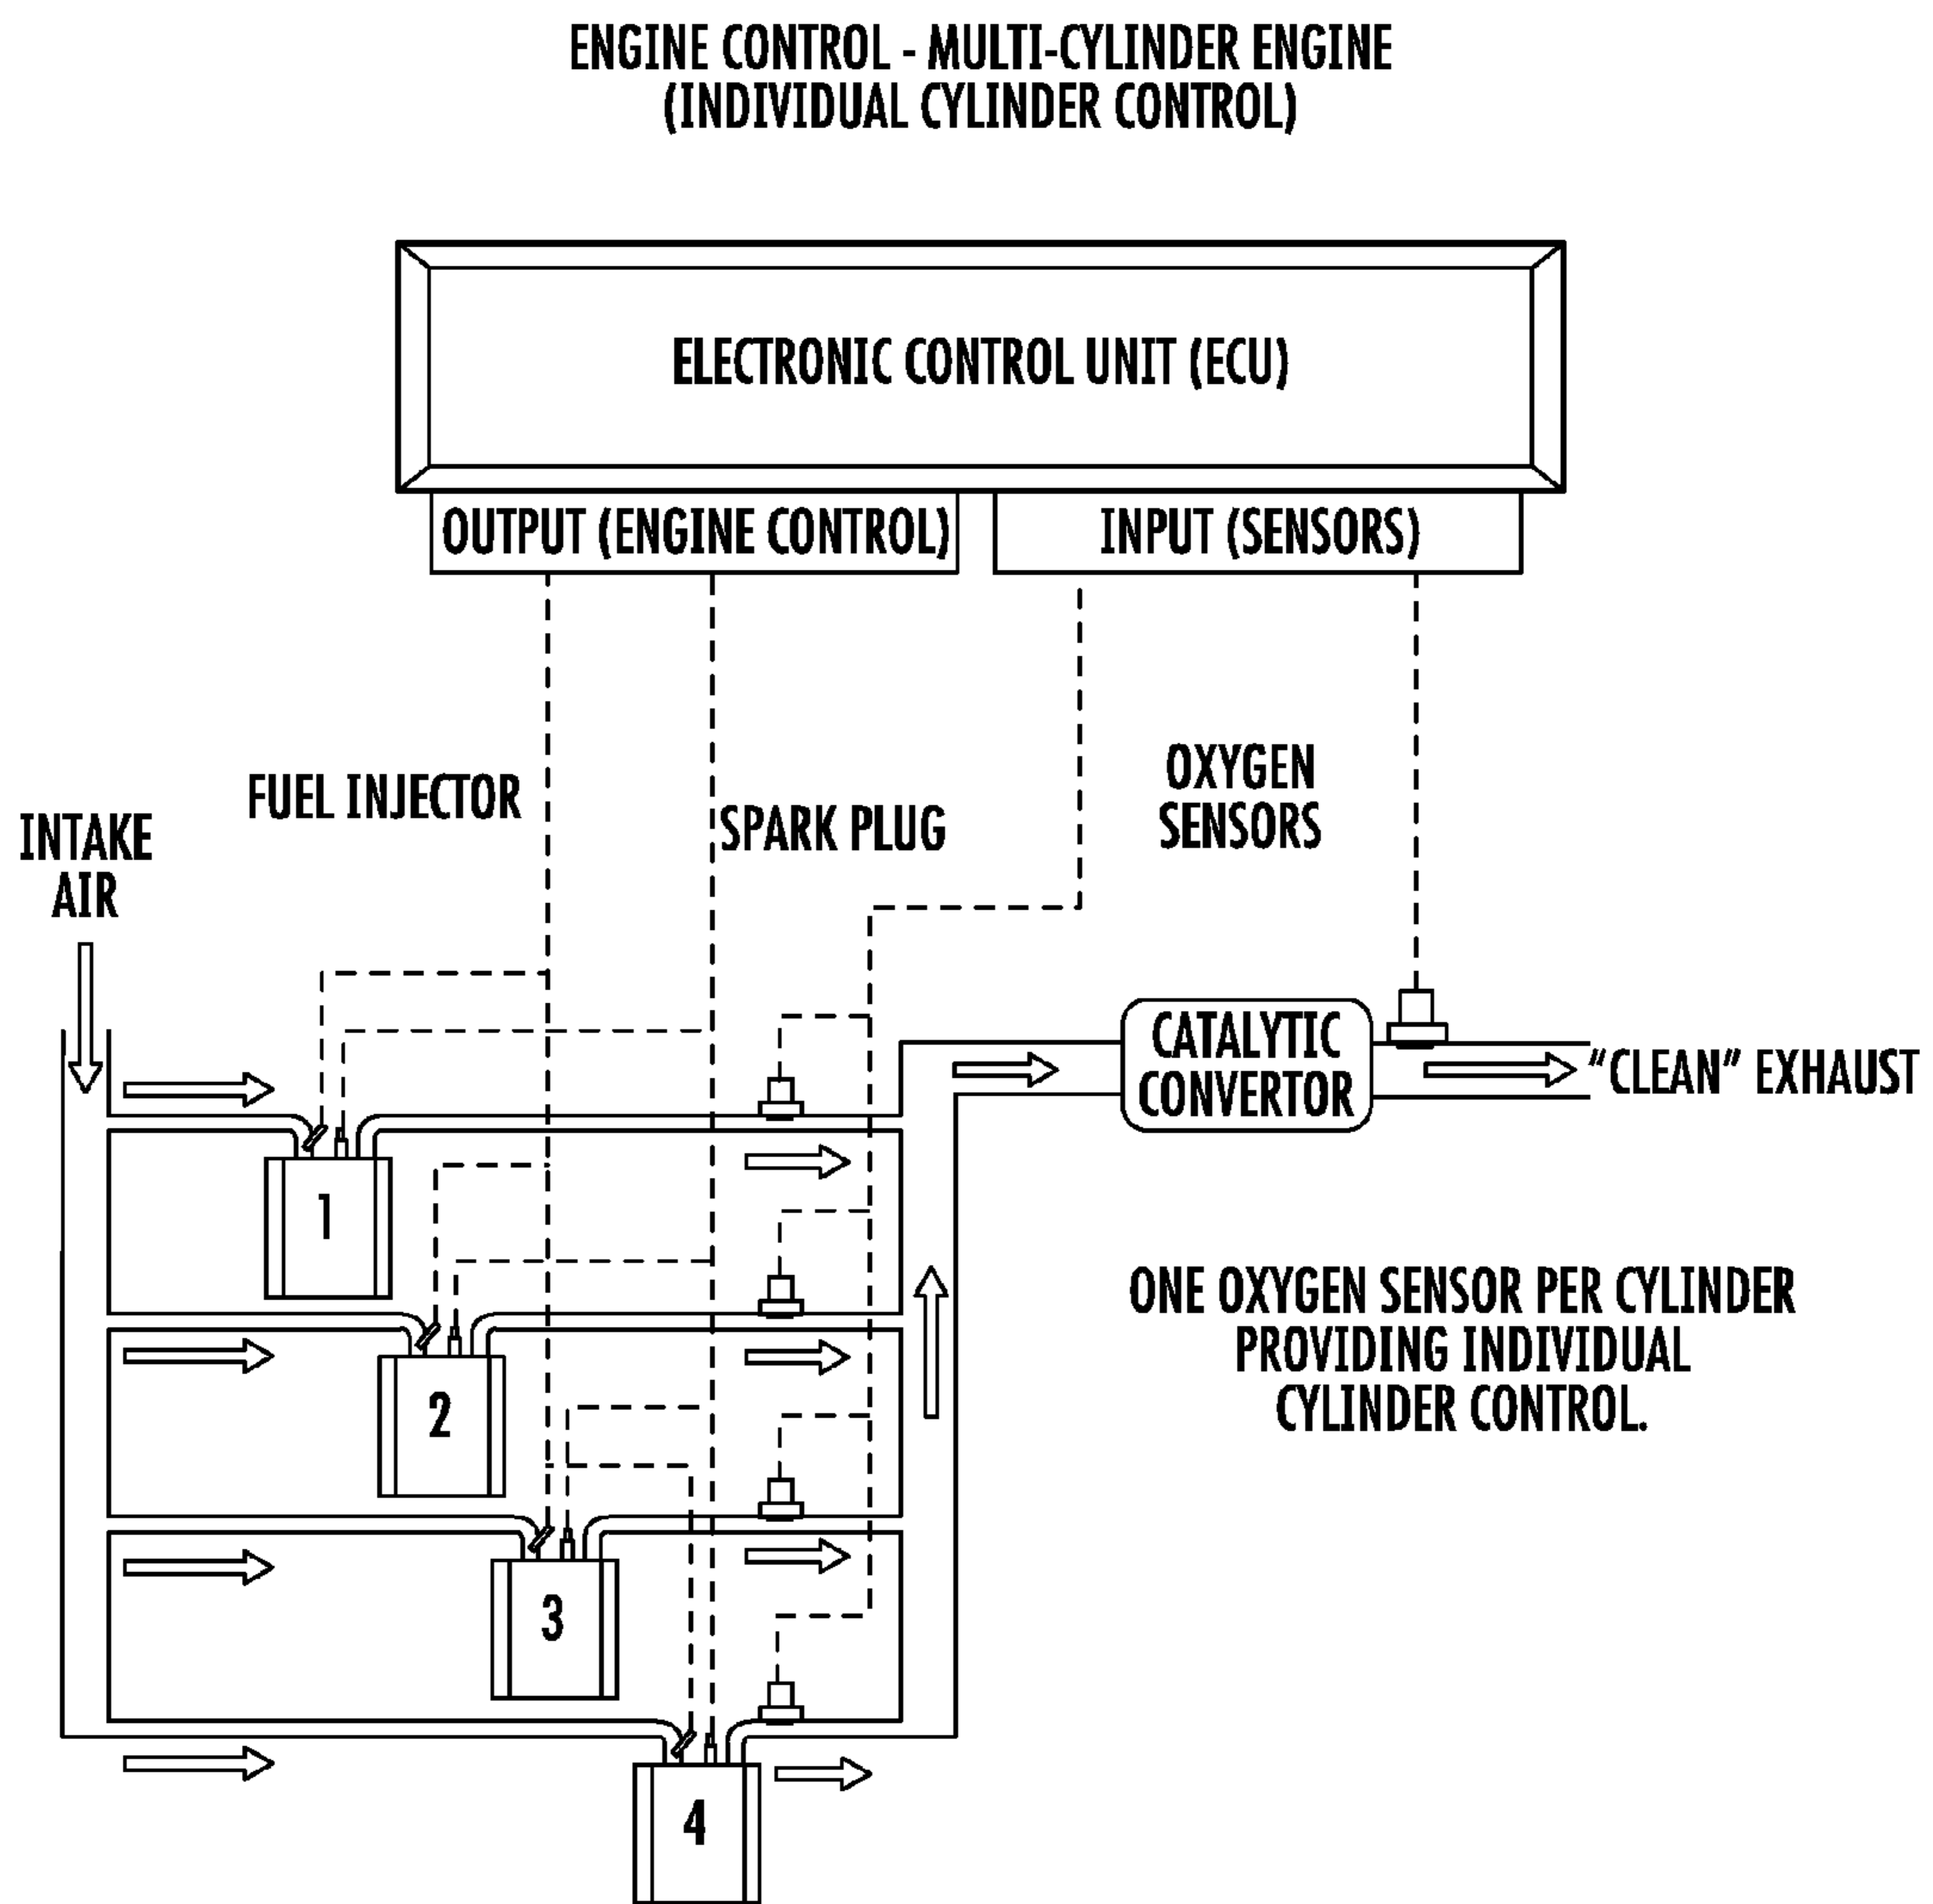 ENGINE CONTROL - MULTI-CYLINDER ENGINE
(INDIVIDUAL CYLINDER CONTROL)
ELECTRONIC CONTROL UNIT (ECU)
OUTPUT (ENGINE CONTROL)
INPUT (SENSORS)
FUEL INJECTOR
SPARK PLUG
OXYGEN
SENSORS
INTAKE
AIR
CATALYTIC
CONVERTOR
"CLEAN" EXHAUST
1
2
3
4
ONE OXYGEN SENSOR PER CYLINDER
PROVIDING INDIVIDUAL
CYLINDER CONTROL.